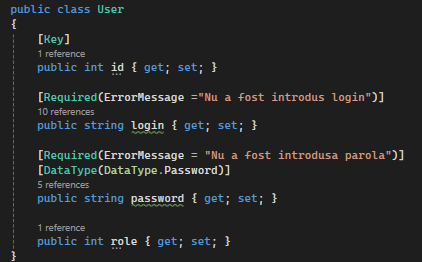 public class User
{
[Key]
1 reference
public int id { get; set; }
[Required(ErrorMessage ="Nu a fost introdus login")]
10 references
public string login { get; set; }
[Required(ErrorMessage = "Nu a fost introdusa parola")]
[DataType(DataType.Password)]
5 references
public string password { get; set; }
1 reference
public int role { get; set; }
}